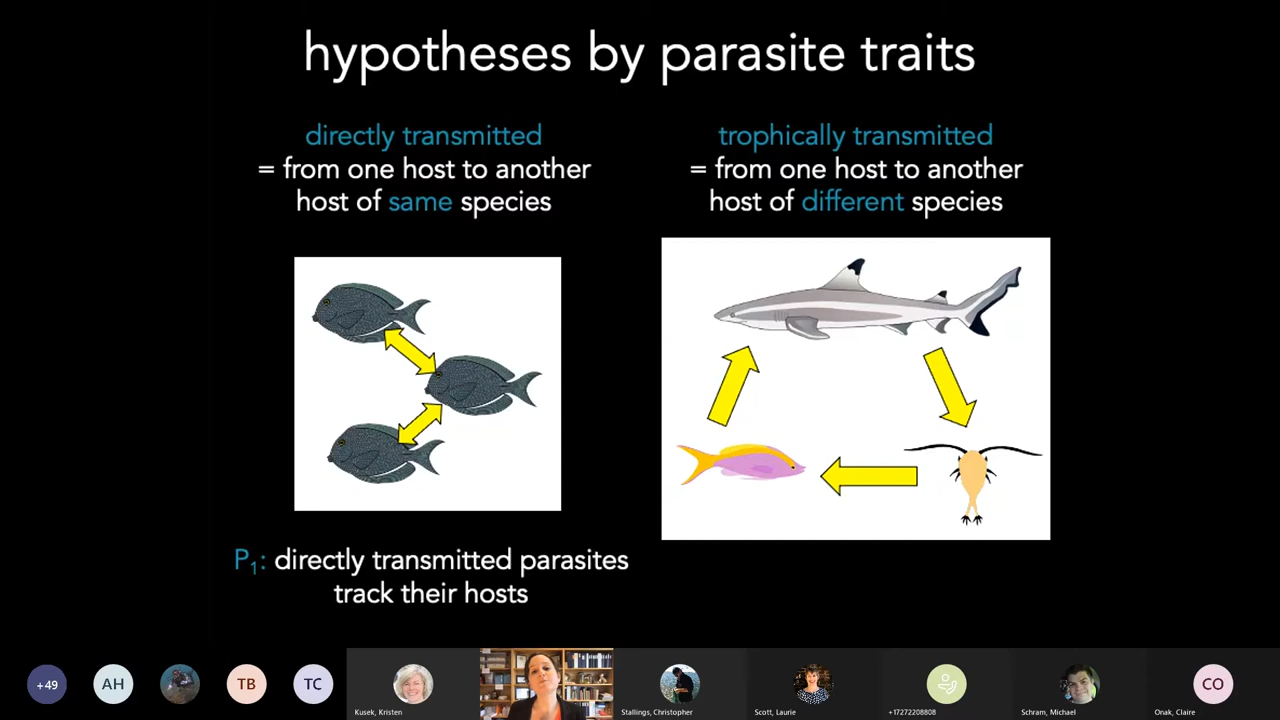 hypotheses by parasite traits
directly transmitted
= from one host to another
host of same species
trophically transmitted
= from one host to another
host of different species
P1: directly transmitted parasites
track their hosts
+49
AH
TB
TC
CO
Kusek, Kristen
Stallings, Christopher
Scott, Laurie
+17272208808
Schram, Michael
Onak, Claire